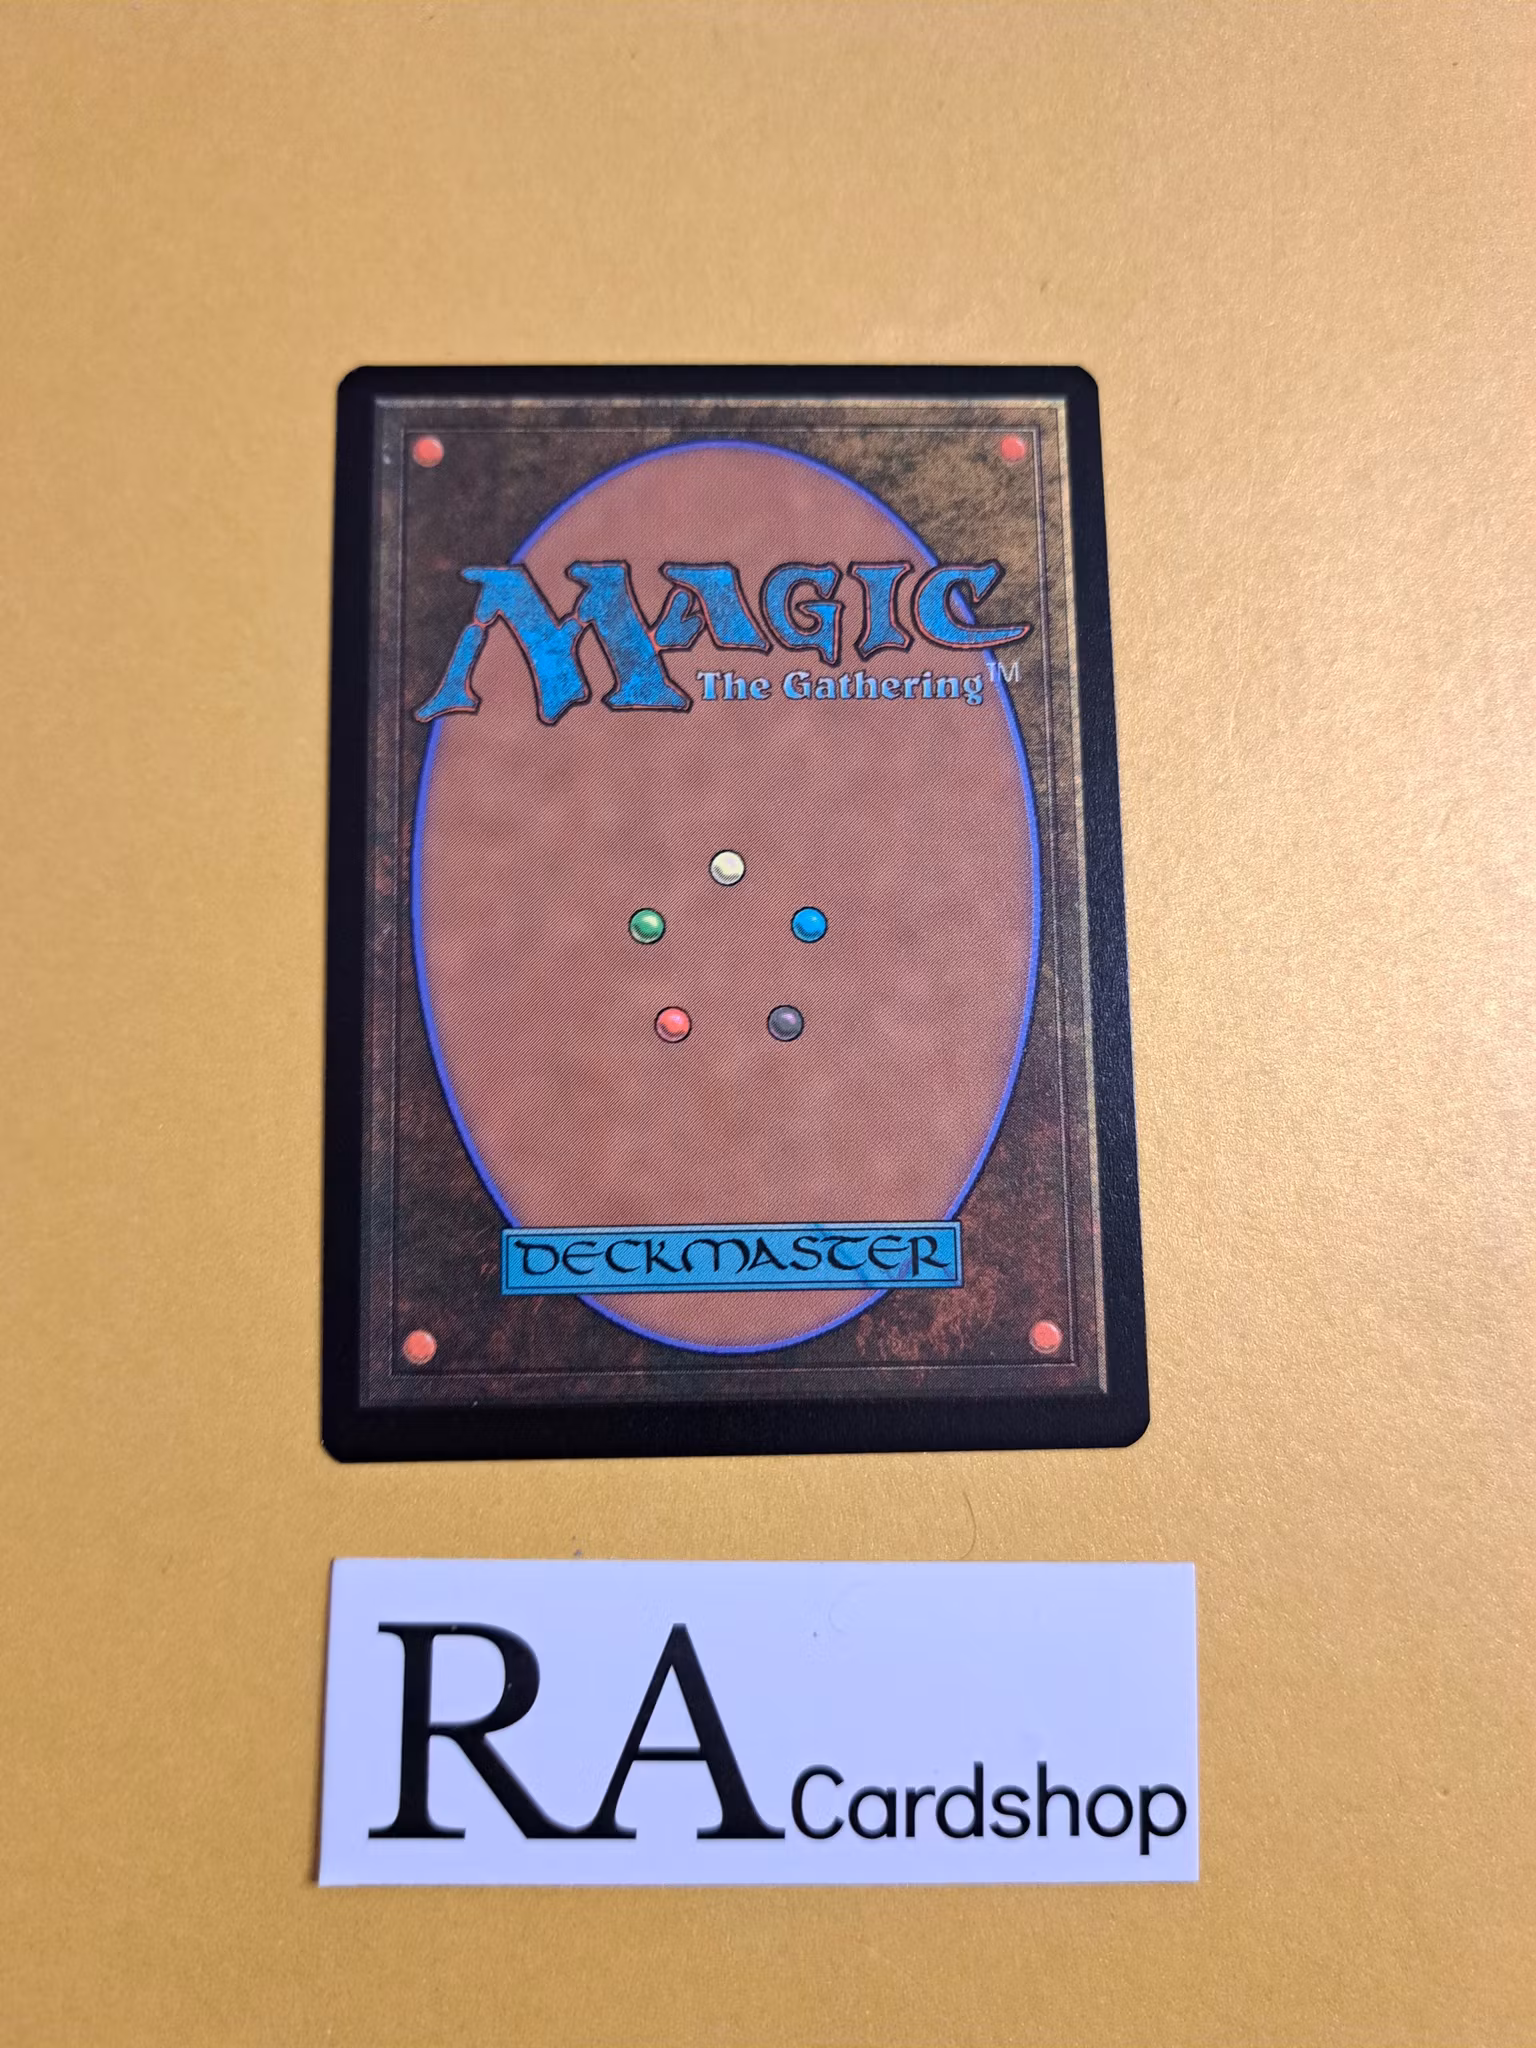 MAGIC
The Gathering™
DECKMASTER
RA Cardshop